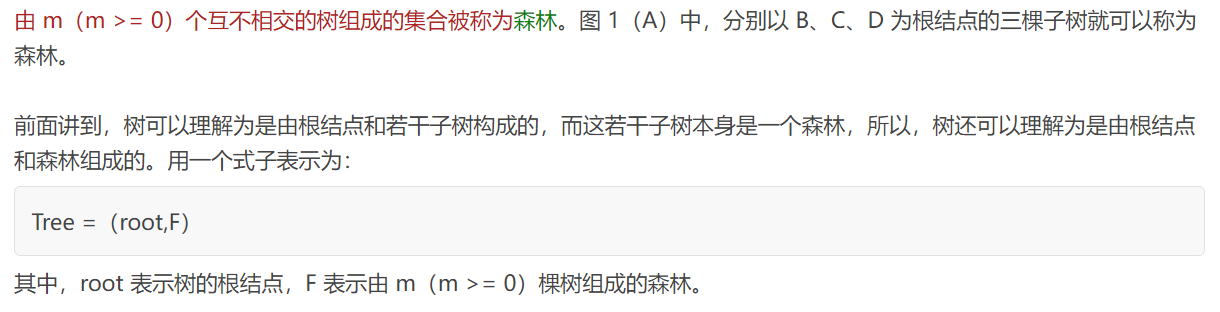 由 m（m >= 0）个互不相交的树组成的集合被称为森林。图 1（A）中，分别以 B、C、D 为根结点的三棵子树就可以称为
森林。
前面讲到，树可以理解为是由根结点和若干子树构成的，而这若干子树本身是一个森林，所以，树还可以理解为是由根结点
和森林组成的。用一个式子表示为：
Tree =（root,F）
其中，root 表示树的根结点，F 表示由 m（m >= 0）棵树组成的森林。